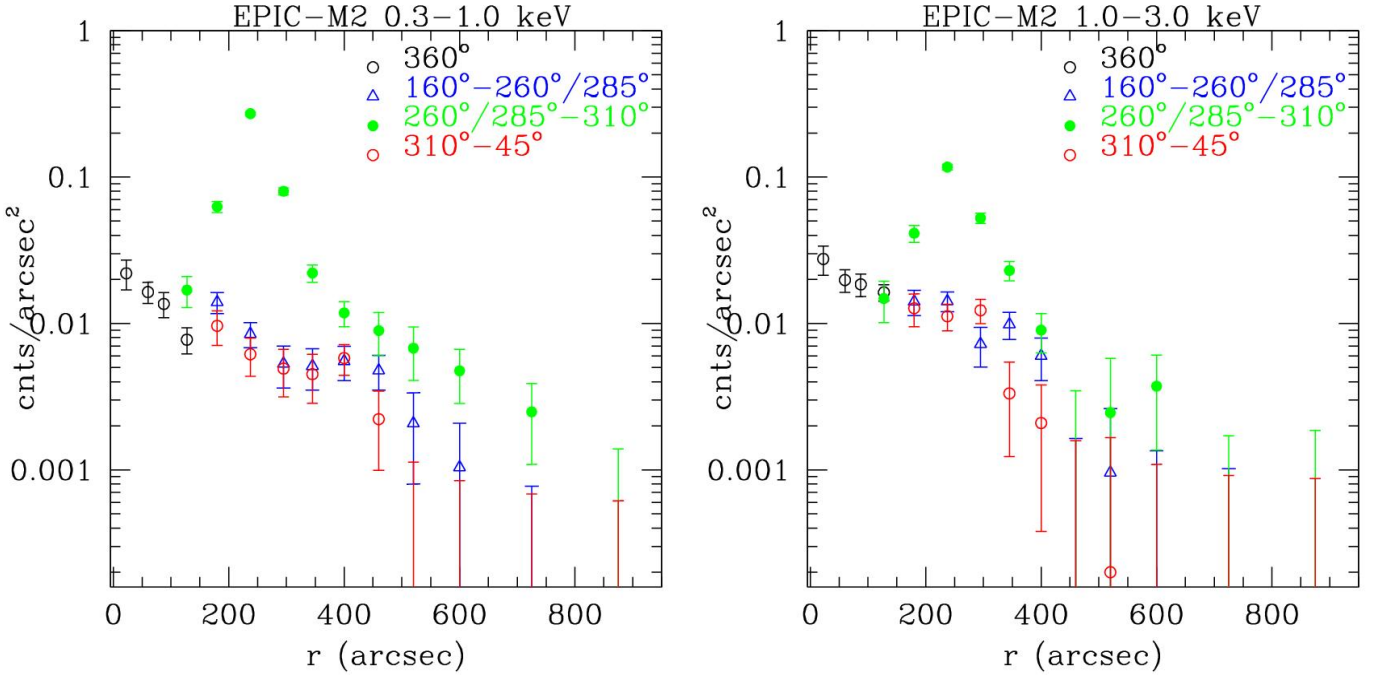 EPIC-M2 0.3-1.0 keV
360°
160°-260°/285°
260°/285°-310°
310°-45°
1
0.1
0.01
0.001
cnts/arcsec²
0 200 400 600 800
r (arcsec)
EPIC-M2 1.0-3.0 keV
360°
160°-260°/285°
260°/285°-310°
310°-45°
1
0.1
0.01
0.001
cnts/arcsec²
0 200 400 600 800
r (arcsec)